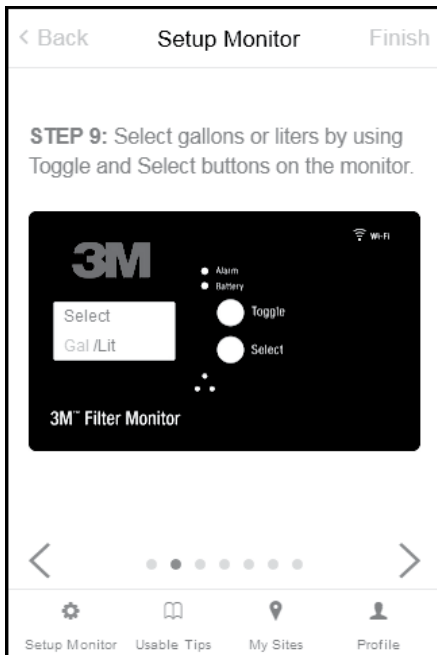 < Back Setup Monitor Finish
STEP 9: Select gallons or liters by using
Toggle and Select buttons on the monitor.
3M
Wi-Fi
Alarm
Battery
Select
Gal /Lit
Toggle
Select
3M™ Filter Monitor
Setup Monitor Usable Tips My Sites Profile